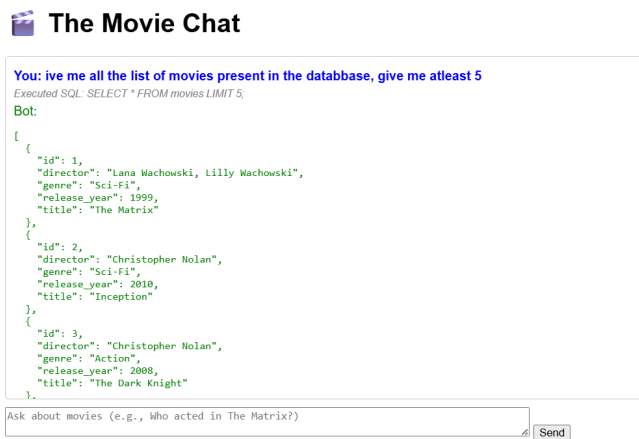 The Movie Chat
You: ive me all the list of movies present in the databbase, give me atleast 5
Executed SQL: SELECT * FROM movies LIMIT 5;
Bot:
[
  {
    "id": 1,
    "director": "Lana Wachowski, Lilly Wachowski",
    "genre": "Sci-Fi",
    "release_year": 1999,
    "title": "The Matrix"
  },
  {
    "id": 2,
    "director": "Christopher Nolan",
    "genre": "Sci-Fi",
    "release_year": 2010,
    "title": "Inception"
  },
  {
    "id": 3,
    "director": "Christopher Nolan",
    "genre": "Action",
    "release_year": 2008,
    "title": "The Dark Knight"
  },
Ask about movies (e.g., Who acted in The Matrix?)
Send